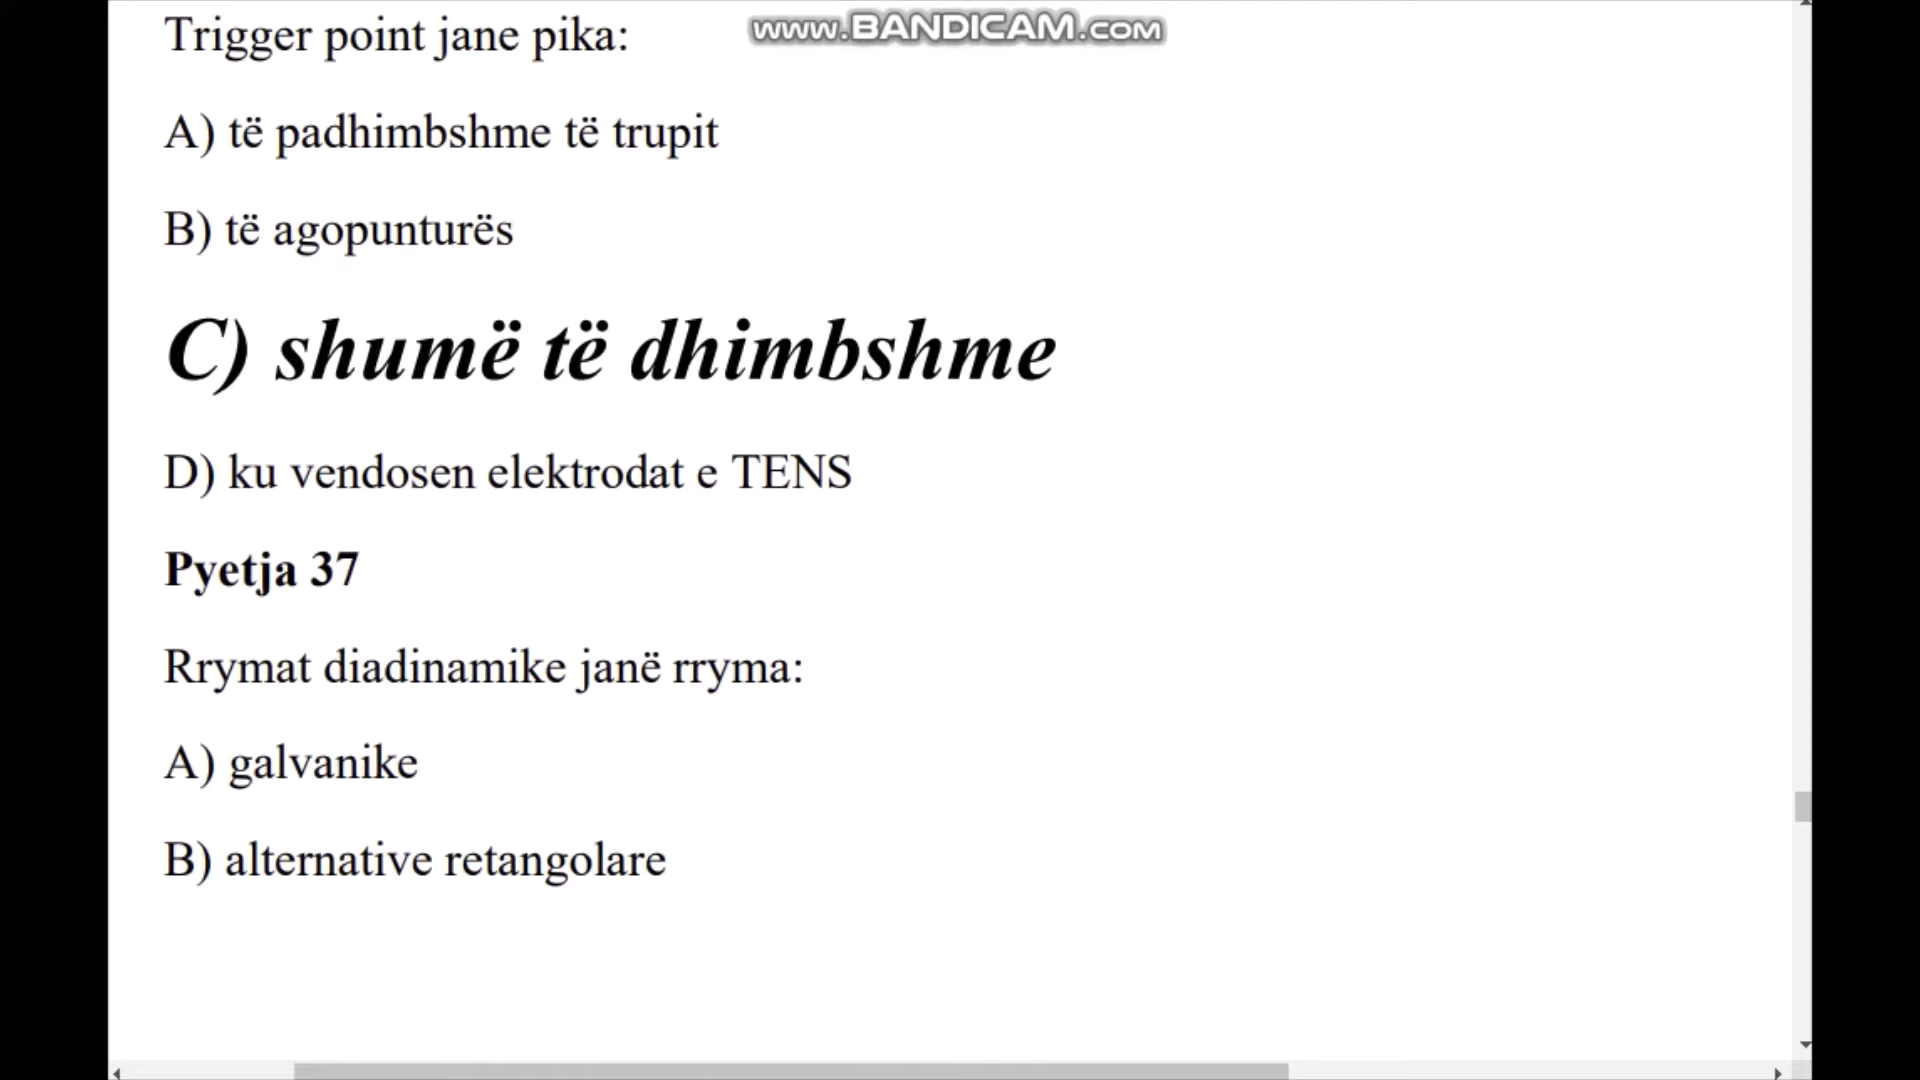 www.BANDICAM.com
Trigger point jane pika:
A) të padhimbshme të trupit
B) të agopunturës
C) shumë të dhimbshme
D) ku vendosen elektrodat e TENS
Pyetja 37
Rrymat diadinamike janë rryma:
A) galvanike
B) alternative retangolare